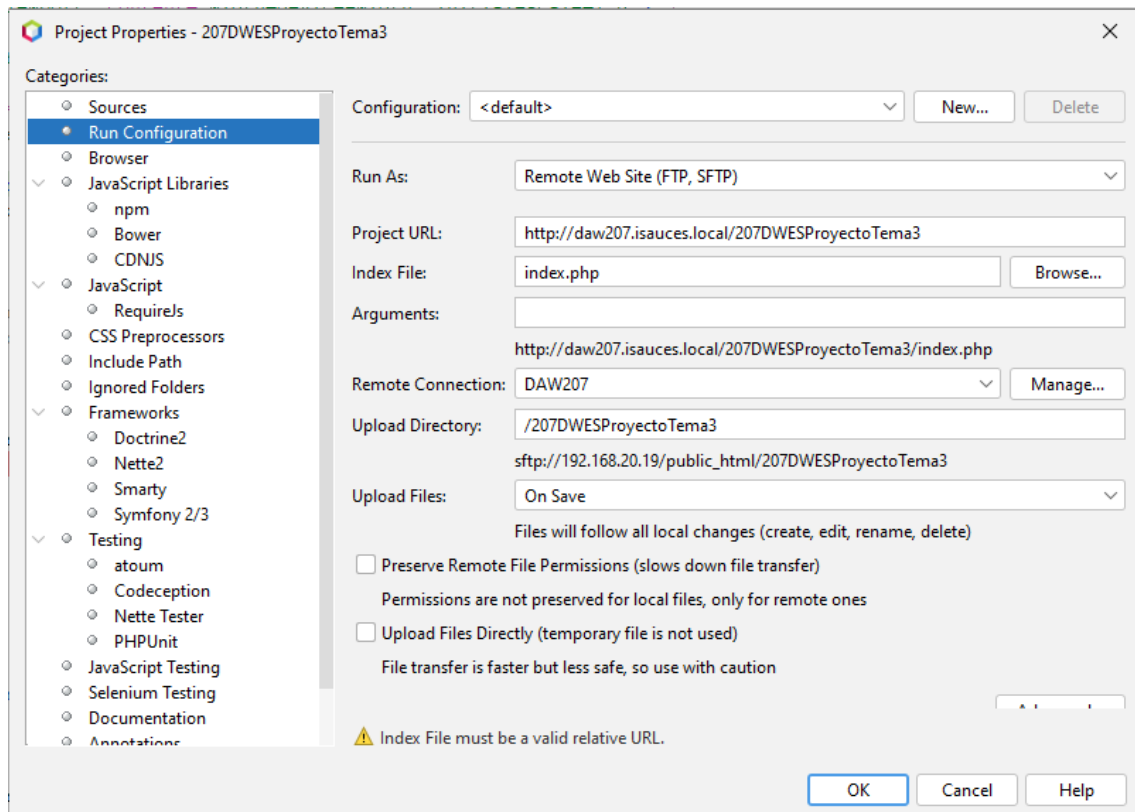 Project Properties - 207DWESProyectoTema3
Categories:
Sources
Run Configuration
Browser
JavaScript Libraries
npm
Bower
CDNJS
JavaScript
RequireJs
CSS Preprocessors
Include Path
Ignored Folders
Frameworks
Doctrine2
Nette2
Smarty
Symfony 2/3
Testing
atoum
Codeception
Nette Tester
PHPUnit
JavaScript Testing
Selenium Testing
Documentation
Annotations
Configuration: <default> New... Delete
Run As: Remote Web Site (FTP, SFTP)
Project URL: http://daw207.isauces.local/207DWESProyectoTema3
Index File: index.php Browse...
Arguments:
http://daw207.isauces.local/207DWESProyectoTema3/index.php
Remote Connection: DAW207 Manage...
Upload Directory: /207DWESProyectoTema3
sftp://192.168.20.19/public_html/207DWESProyectoTema3
Upload Files: On Save
Files will follow all local changes (create, edit, rename, delete)
Preserve Remote File Permissions (slows down file transfer)
Permissions are not preserved for local files, only for remote ones
Upload Files Directly (temporary file is not used)
File transfer is faster but less safe, so use with caution
Index File must be a valid relative URL.
OK Cancel Help